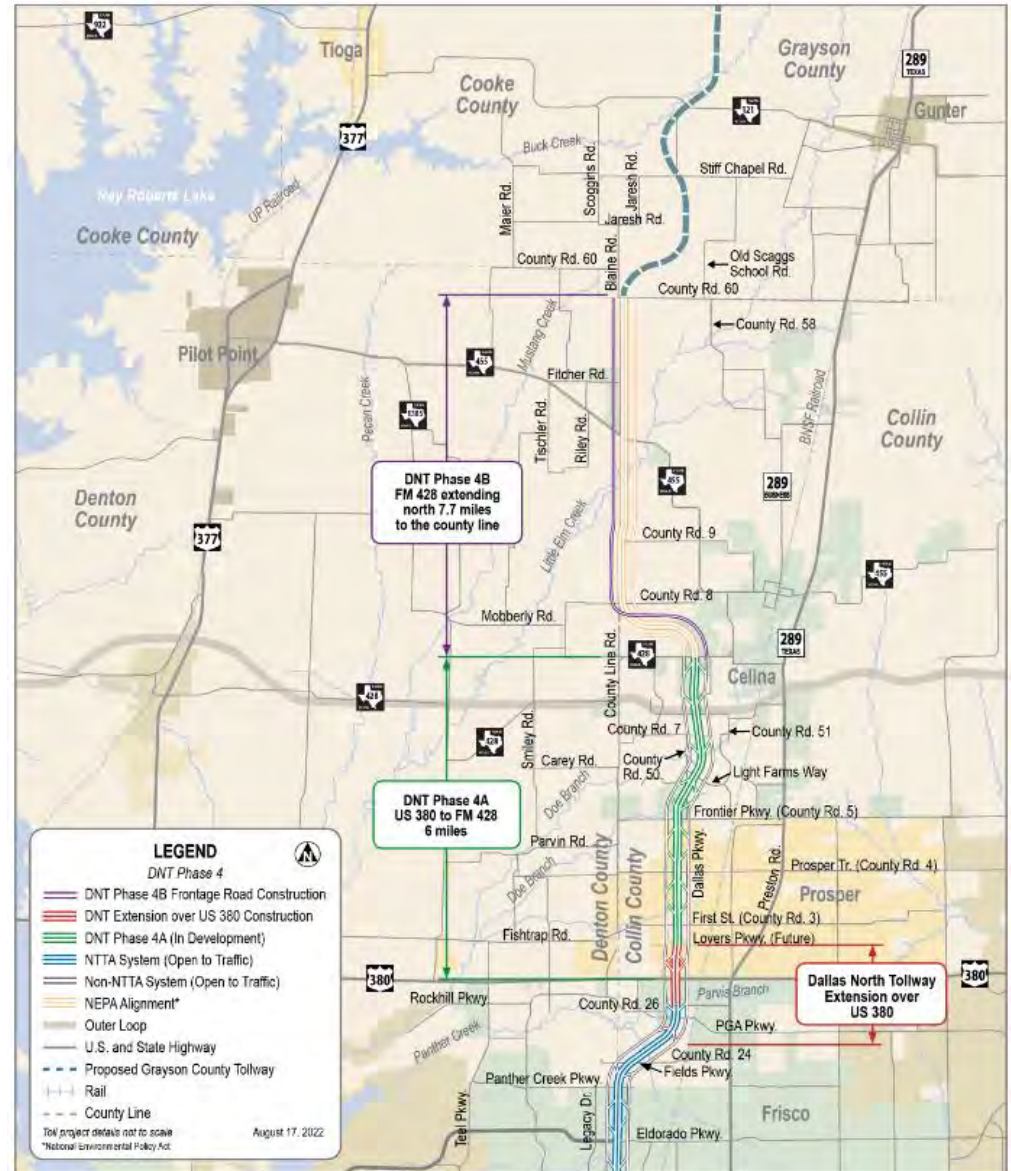 922
Tioga
Grayson
County
289
TEXAS
Cooke
County
121
Gunter
377
Buck Creek
Stiff Chapel Rd.
Scoggins Rd.
Jaresh Rd.
Maier Rd.
Ray Roberts Lake
UP Railroad
Jaresh Rd.
Cooke County
Blaine Rd.
Old Scaggs
School Rd.
County Rd. 60
County Rd. 60
Mustang Creek
County Rd. 58
Pilot Point
455
Fitcher Rd.
BNSF Railroad
Pecan Creek
Tischler Rd.
Riley Rd.
Collin
County
DNT Phase 4B
FM 428 extending
north 7.7 miles
to the county line
455
289
BUSINESS
Denton
County
377
Little Elm Creek
County Rd. 9
455
County Rd. 8
Mobberly Rd.
289
TEXAS
County Line Rd.
428
Celina
428
Smiley Rd.
County Rd. 7
County Rd. 51
428
Carey Rd.
County
Rd. 50
Light Farms Way
Doe Branch
DNT Phase 4A
US 380 to FM 428
6 miles
Frontier Pkwy. (County Rd. 5)
Parvin Rd.
Dallas Pkwy.
Preston Rd.
Prosper Tr. (County Rd. 4)
Doe Branch
Denton County
Collin County
Prosper
First St. (County Rd. 3)
Fishtrap Rd.
Lovers Pkwy. (Future)
380
380
Dallas North Tollway
Extension over
US 380
Rockhill Pkwy.
County Rd. 26
Parvis Branch
PGA Pkwy.
Panther Creek
County Rd. 24
Fields Pkwy.
Panther Creek Pkwy.
Teel Pkwy.
Legacy Dr.
Frisco
Eldorado Pkwy.
LEGEND
N
DNT Phase 4
DNT Phase 4B Frontage Road Construction
DNT Extension over US 380 Construction
DNT Phase 4A (In Development)
NTTA System (Open to Traffic)
Non-NTTA System (Open to Traffic)
NEPA Alignment*
Outer Loop
U.S. and State Highway
Proposed Grayson County Tollway
Rail
County Line
Toll project details not to scale
August 17, 2022
*National Environmental Policy Act